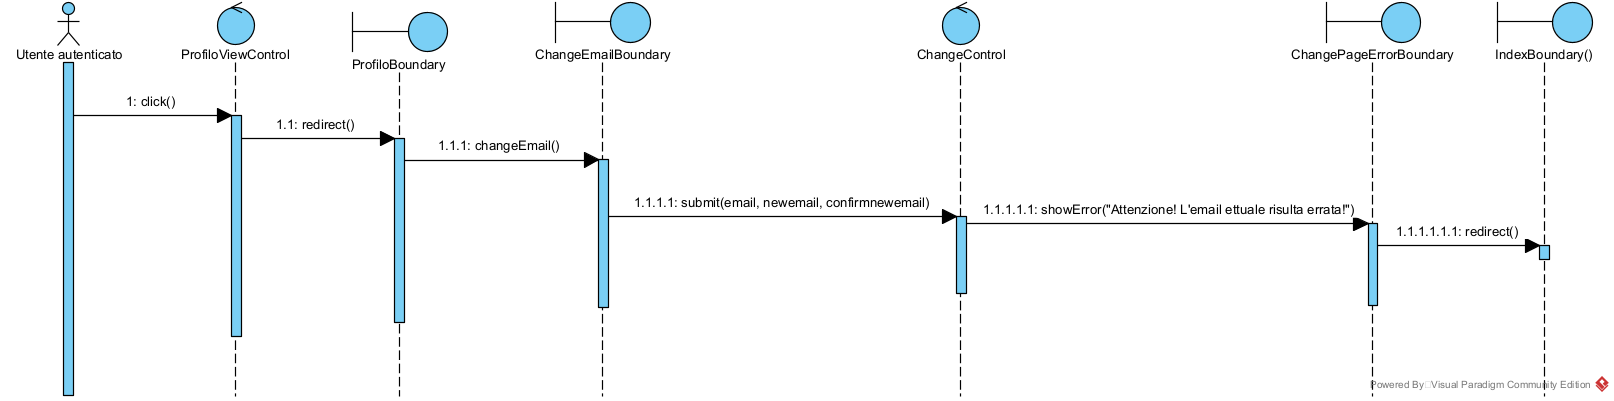 Utente autenticato
ProfiloViewControl
ProfiloBoundary
ChangeEmailBoundary
ChangeControl
ChangePageErrorBoundary
IndexBoundary()
1: click()
1.1: redirect()
1.1.1: changeEmail()
1.1.1.1: submit(email, newemail, confirmnewemail)
1.1.1.1.1: showError("Attenzione! L'email ettuale risulta errata!")
1.1.1.1.1.1: redirect()
Powered By Visual Paradigm Community Edition